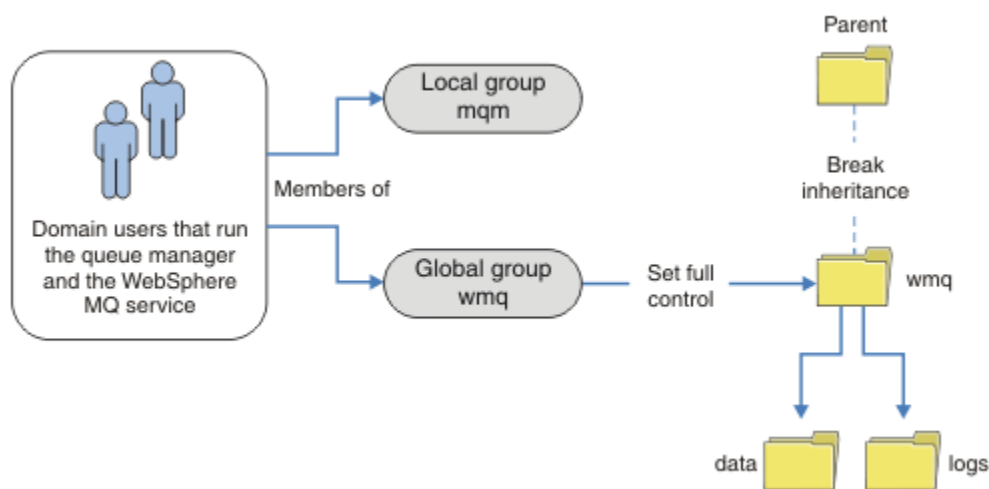 Parent
Local group
mqm
Break
inheritance
Members of
Domain users that run
the queue manager
and the WebSphere
MQ service
Global group
wmq
Set full
control
wmq
data
logs